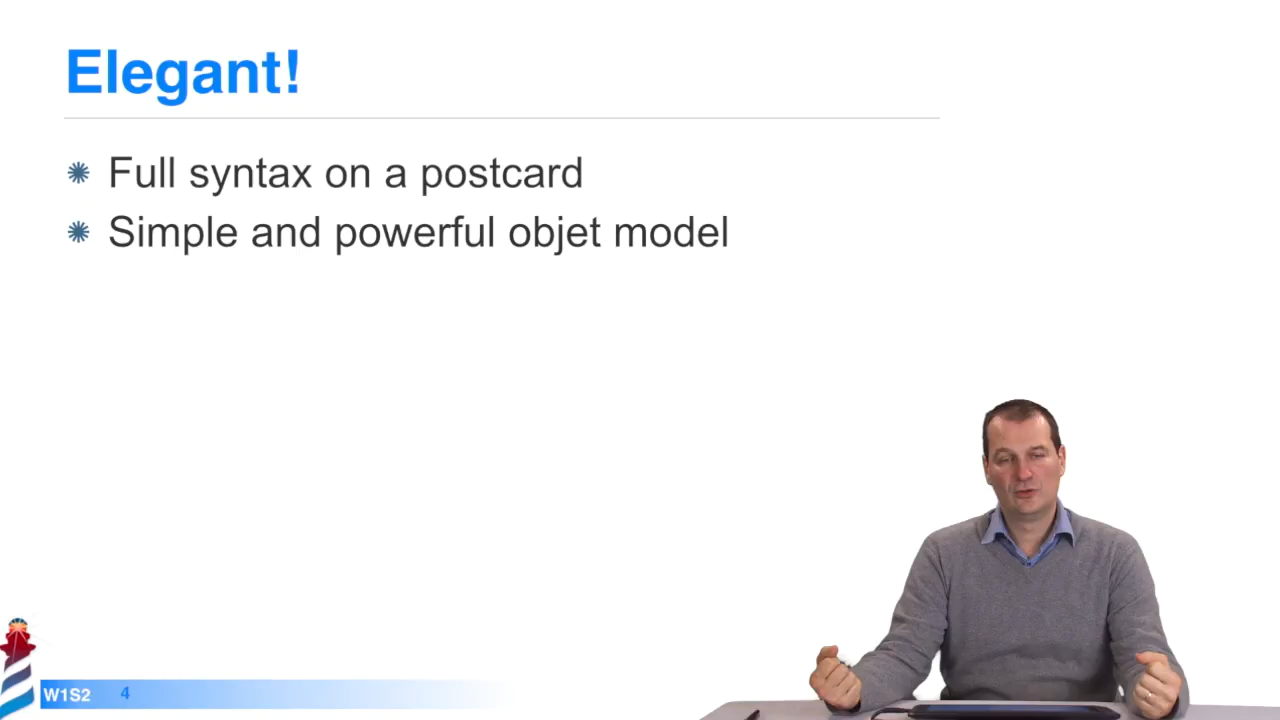 Elegant!
Full syntax on a postcard
Simple and powerful objet model
W1S2 4